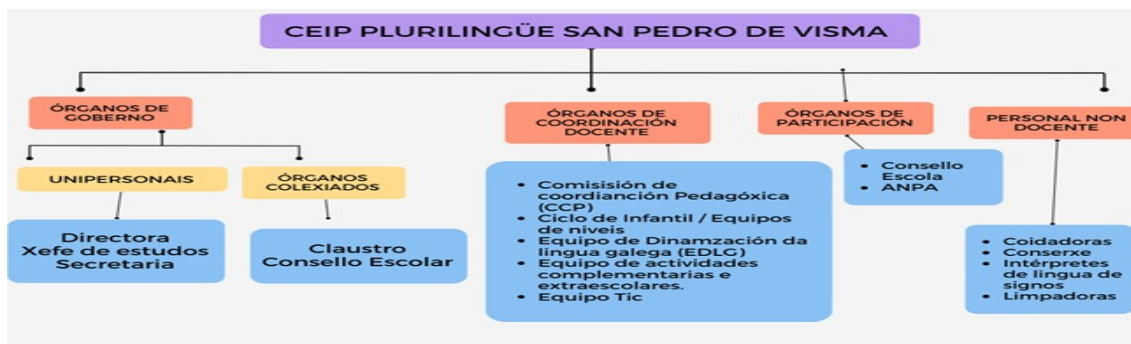 CEIP PLURILINGÜE SAN PEDRO DE VISMA
ÓRGANOS DE
GOBERNO
UNIPERSONAIS
Directora
Xefe de estudos
Secretaria
ÓRGANOS
COLEXIADOS
Claustro
Consello Escolar
ÓRGANOS DE
COORDINACIÓN
DOCENTE
• Comisisión de
coordianción Pedagóxica
(CCP)
• Ciclo de Infantil / Equipos
de niveis
• Equipo de Dinamzación da
lingua galega (EDLG)
• Equipo de actividades
complementarias e
extraescolares.
• Equipo Tic
ÓRGANOS DE
PARTICIPACIÓN
• Consello
Escola
• ANPA
PERSONAL NON
DOCENTE
• Coidadoras
• Conserxe
• Intérpretes
de lingua de
signos
• Limpadoras